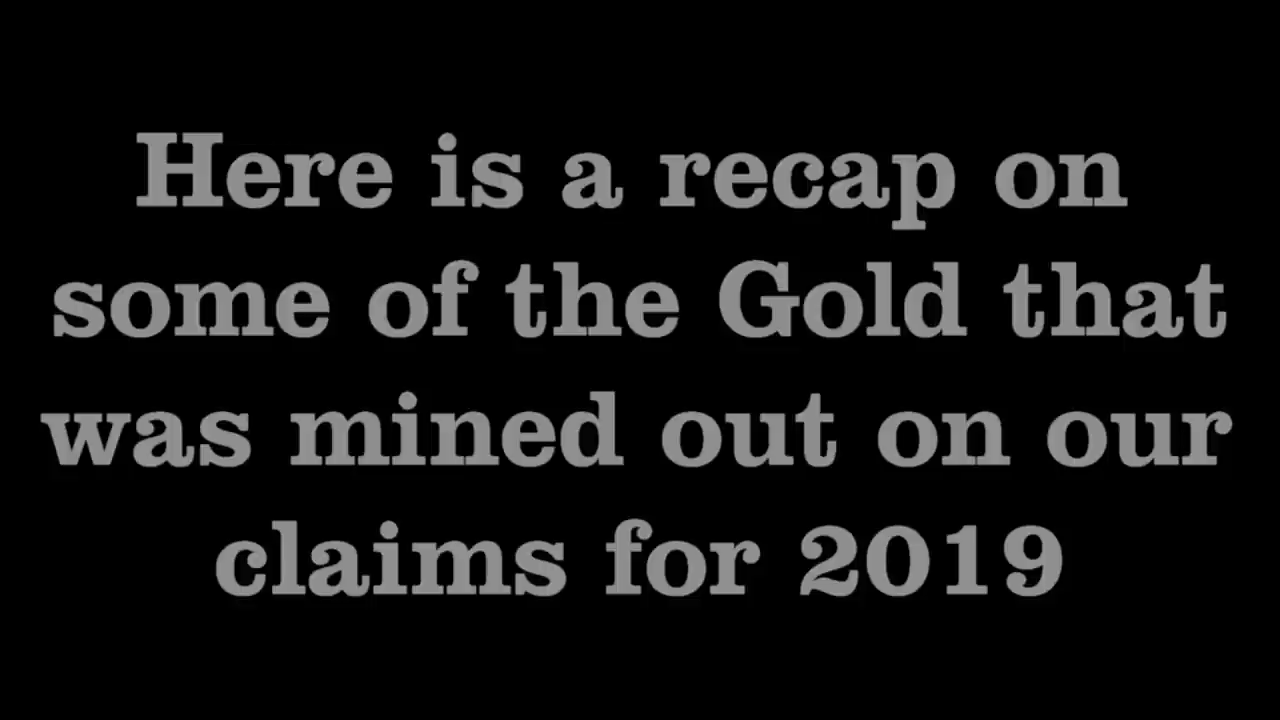 Here is a recap on
some of the Gold that
was mined out on our
claims for 2019